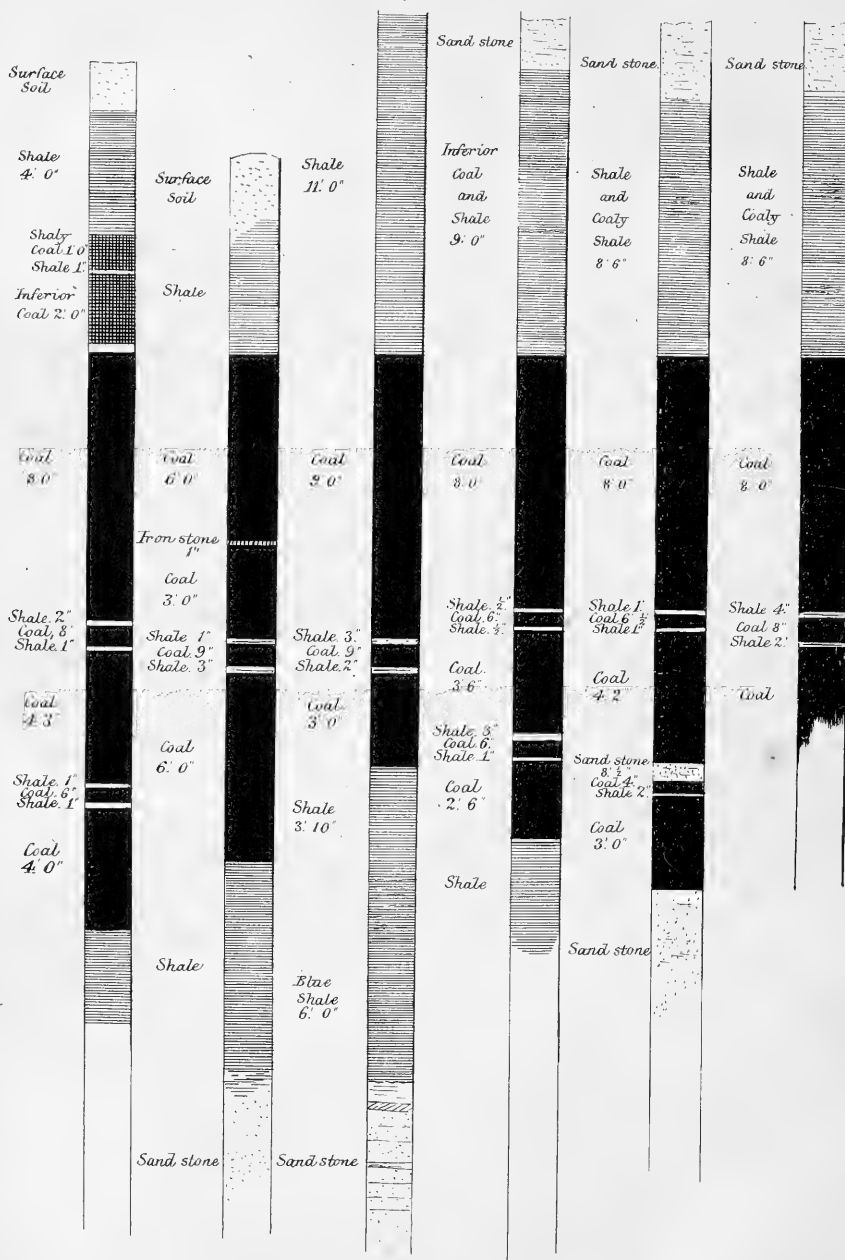 Surface
Soil
Shale
4' 0"
Shaly
Coal 1' 0"
Shale 1"
Inferior
Coal 2' 0"
Coal
8' 0"
Shale. 2"
Coal, 8"
Shale. 1"
Coal
4' 3"
Shale. 1"
Coal 6"
Shale. 1"
Coal
4' 0"
Surface
Soil
Shale
Coal
6' 0"
Iron stone
1"
Coal
3' 0"
Shale 1"
Coal. 9"
Shale. 3"
Coal
6' 0"
Shale
Sand stone
Shale
11' 0"
Coal
9' 0"
Shale. 3"
Coal 9"
Shale. 2"
Coal
3' 0"
Shale
3' 10"
Blue
Shale
6' 0"
Sand stone
Sand stone
Inferior
Coal
and
Shale
9' 0"
Coal
8' 0"
Shale. ½"
Coal. 6"
Shale. ½"
Coal.
3' 6"
Shale. 3"
Coal 6"
Shale. 1"
Coal
2' 6"
Shale
Sand stone
Shale
and
Coaly
Shale
8' 6"
Coal
8' 0"
Shale 1"
Coal 6 ½"
Shale 1"
Coal
4' 2"
Sand stone
8 ½"
Coal 4"
Shale 2"
Coal
3' 0"
Sand stone
Sand stone
Shale
and
Coaly
Shale
8' 6"
Coal
8' 0"
Shale 4"
Coal 8"
Shale 2"
Coal